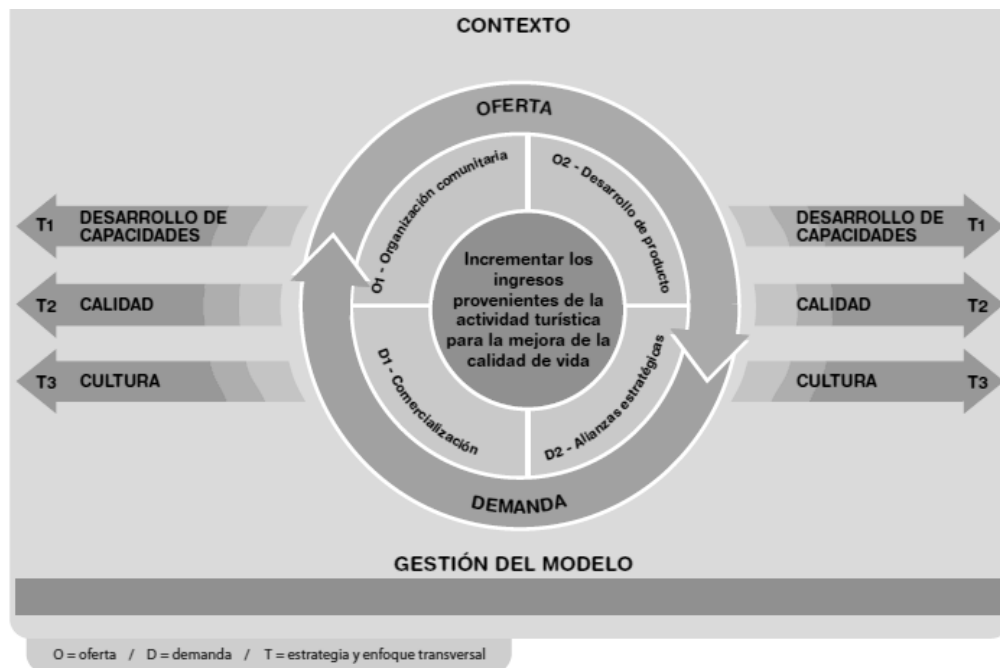 CONTEXTO
OFERTA
O1 - Organización comunitaria
O2 - Desarrollo de producto
T1
DESARROLLO DE
CAPACIDADES
T2
CALIDAD
T3
CULTURA
Incrementar los
ingresos
provenientes de la
actividad turística
para la mejora de la
calidad de vida
DESARROLLO DE
CAPACIDADES
T1
CALIDAD
T2
CULTURA
T3
D1 - Comercialización
D2 - Alianzas estratégicas
DEMANDA
GESTIÓN DEL MODELO
O = oferta / D = demanda / T = estrategia y enfoque transversal